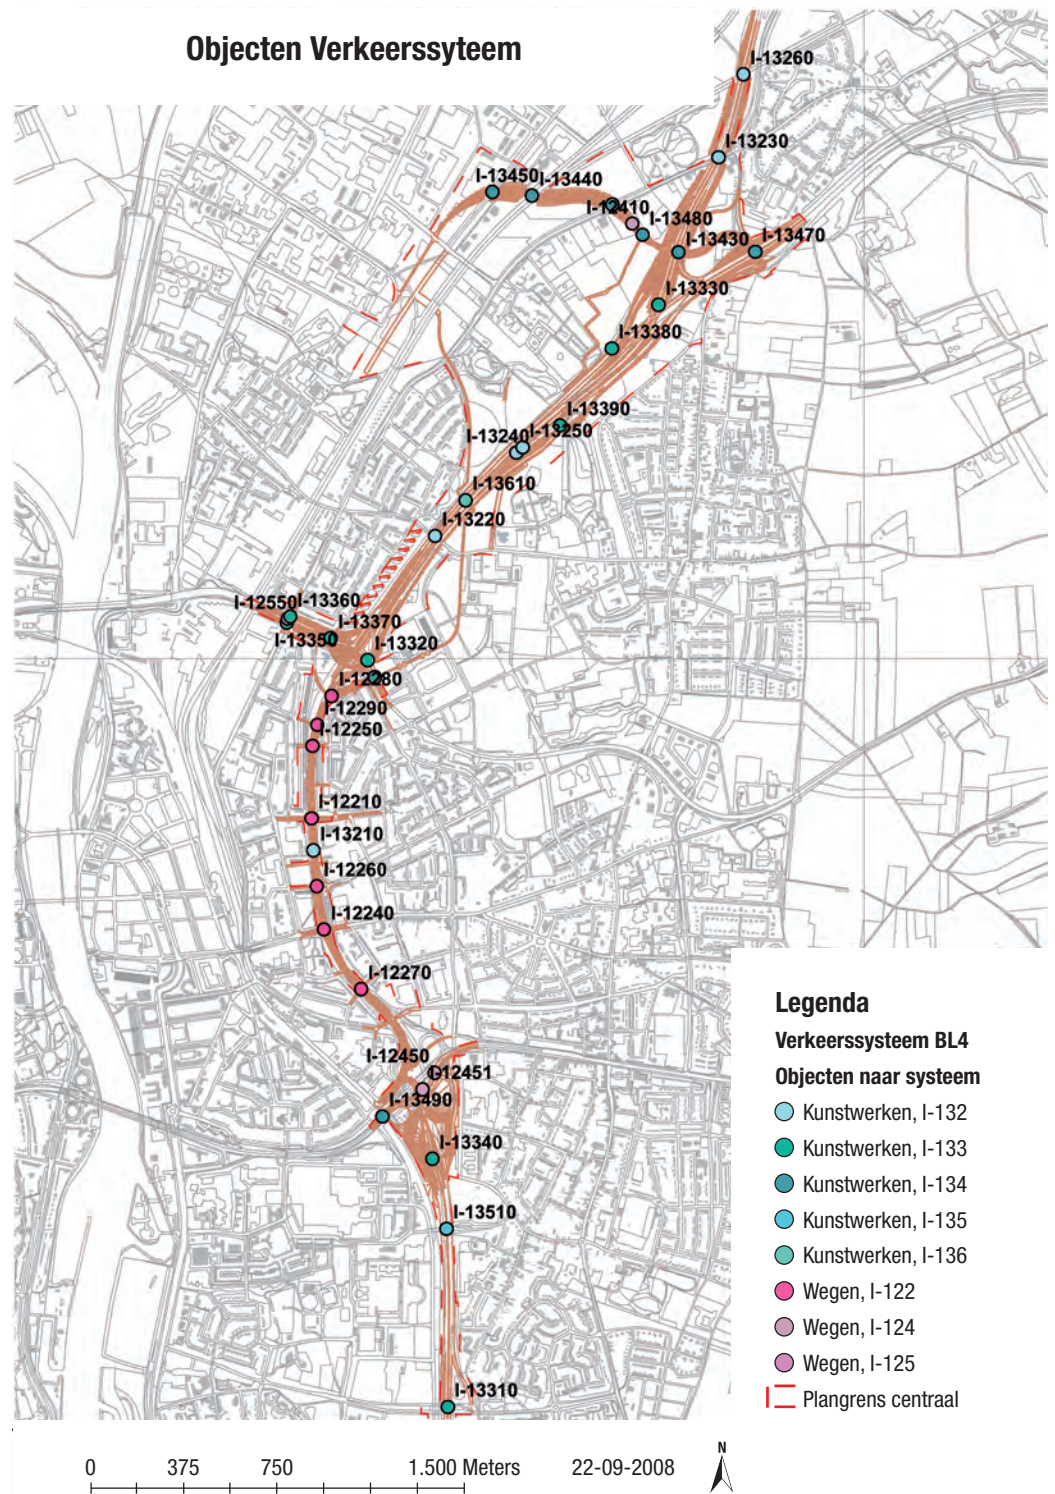 Objecten Verkeerssyteem
I-13260
I-13230
I-13450
I-13440
I-12410
I-13480
I-13430
I-13470
I-13330
I-13380
I-13390
I-13240
I-13250
I-13610
I-13220
I-12550
I-13360
I-13350
I-13370
I-13320
I-12280
I-12290
I-12250
I-12210
I-13210
I-12260
I-12240
I-12270
I-12450
I-12451
I-13490
I-13340
I-13510
I-13310
Legenda
Verkeerssysteem BL4
Objecten naar systeem
Kunstwerken, I-132
Kunstwerken, I-133
Kunstwerken, I-134
Kunstwerken, I-135
Kunstwerken, I-136
Wegen, I-122
Wegen, I-124
Wegen, I-125
Plangrens centraal
0 375 750 1.500 Meters 22-09-2008
N